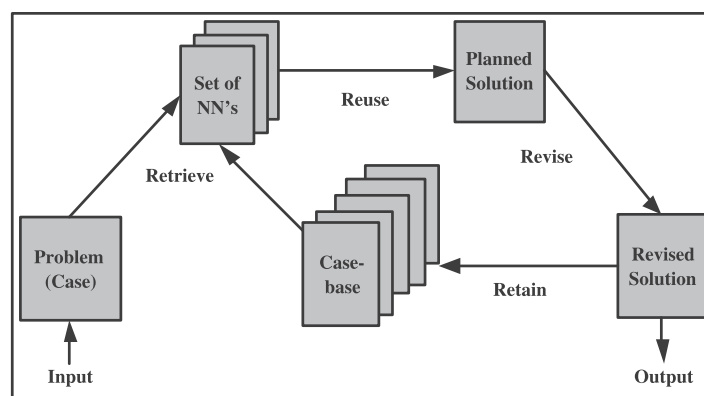 Set of
NN's
Planned
Solution
Reuse
Revise
Retrieve
Problem
(Case)
Case-
base
Revised
Solution
Retain
Input
Output